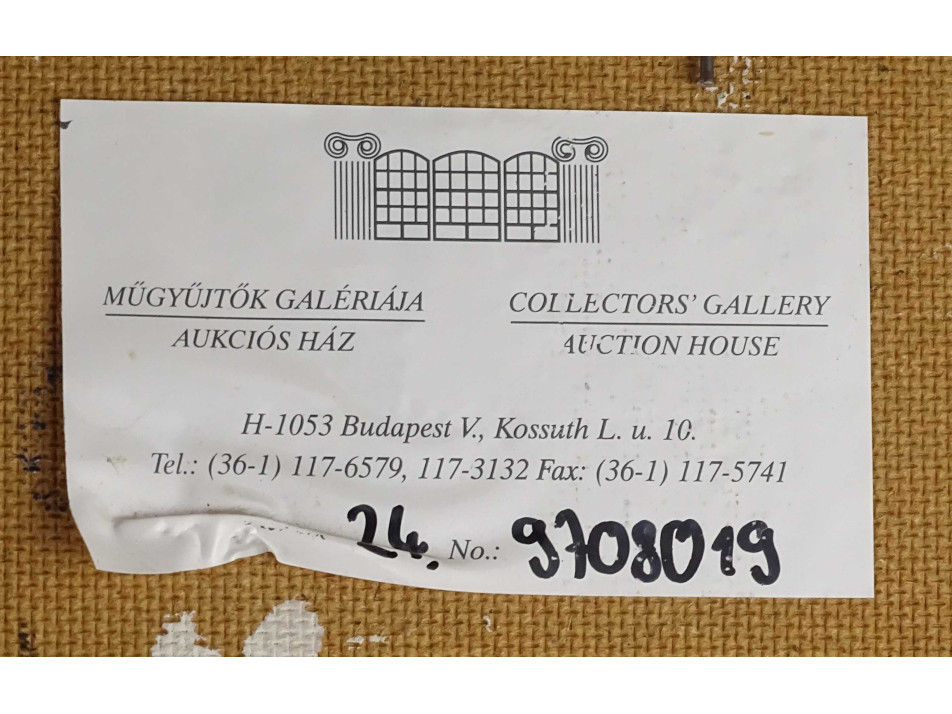 MŰGYŰJTŐK GALÉRIÁJA
AUKCIÓS HÁZ
COLLECTORS' GALLERY
AUCTION HOUSE
H-1053 Budapest V., Kossuth L. u. 10.
Tel.: (36-1) 117-6579, 117-3132 Fax: (36-1) 117-5741
24. No.: 9708019